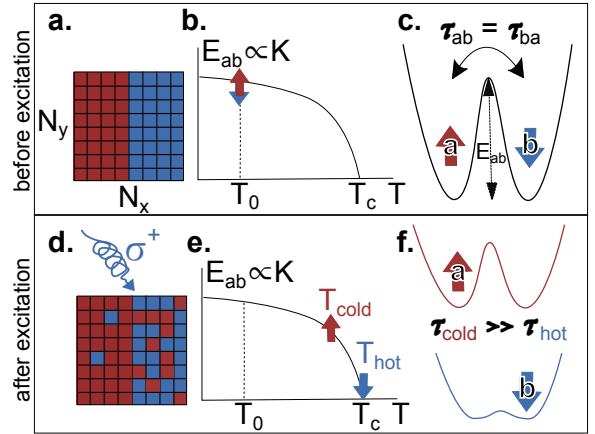 before excitation
a.
N_y
N_x
b.
E_ab∝K
T_0
T_c T
c.
τ_ab = τ_ba
a
E_ab
b
after excitation
d.
σ^+
e.
E_ab∝K
T_cold
T_hot
T_0
T_c T
f.
a
τ_cold >> τ_hot
b